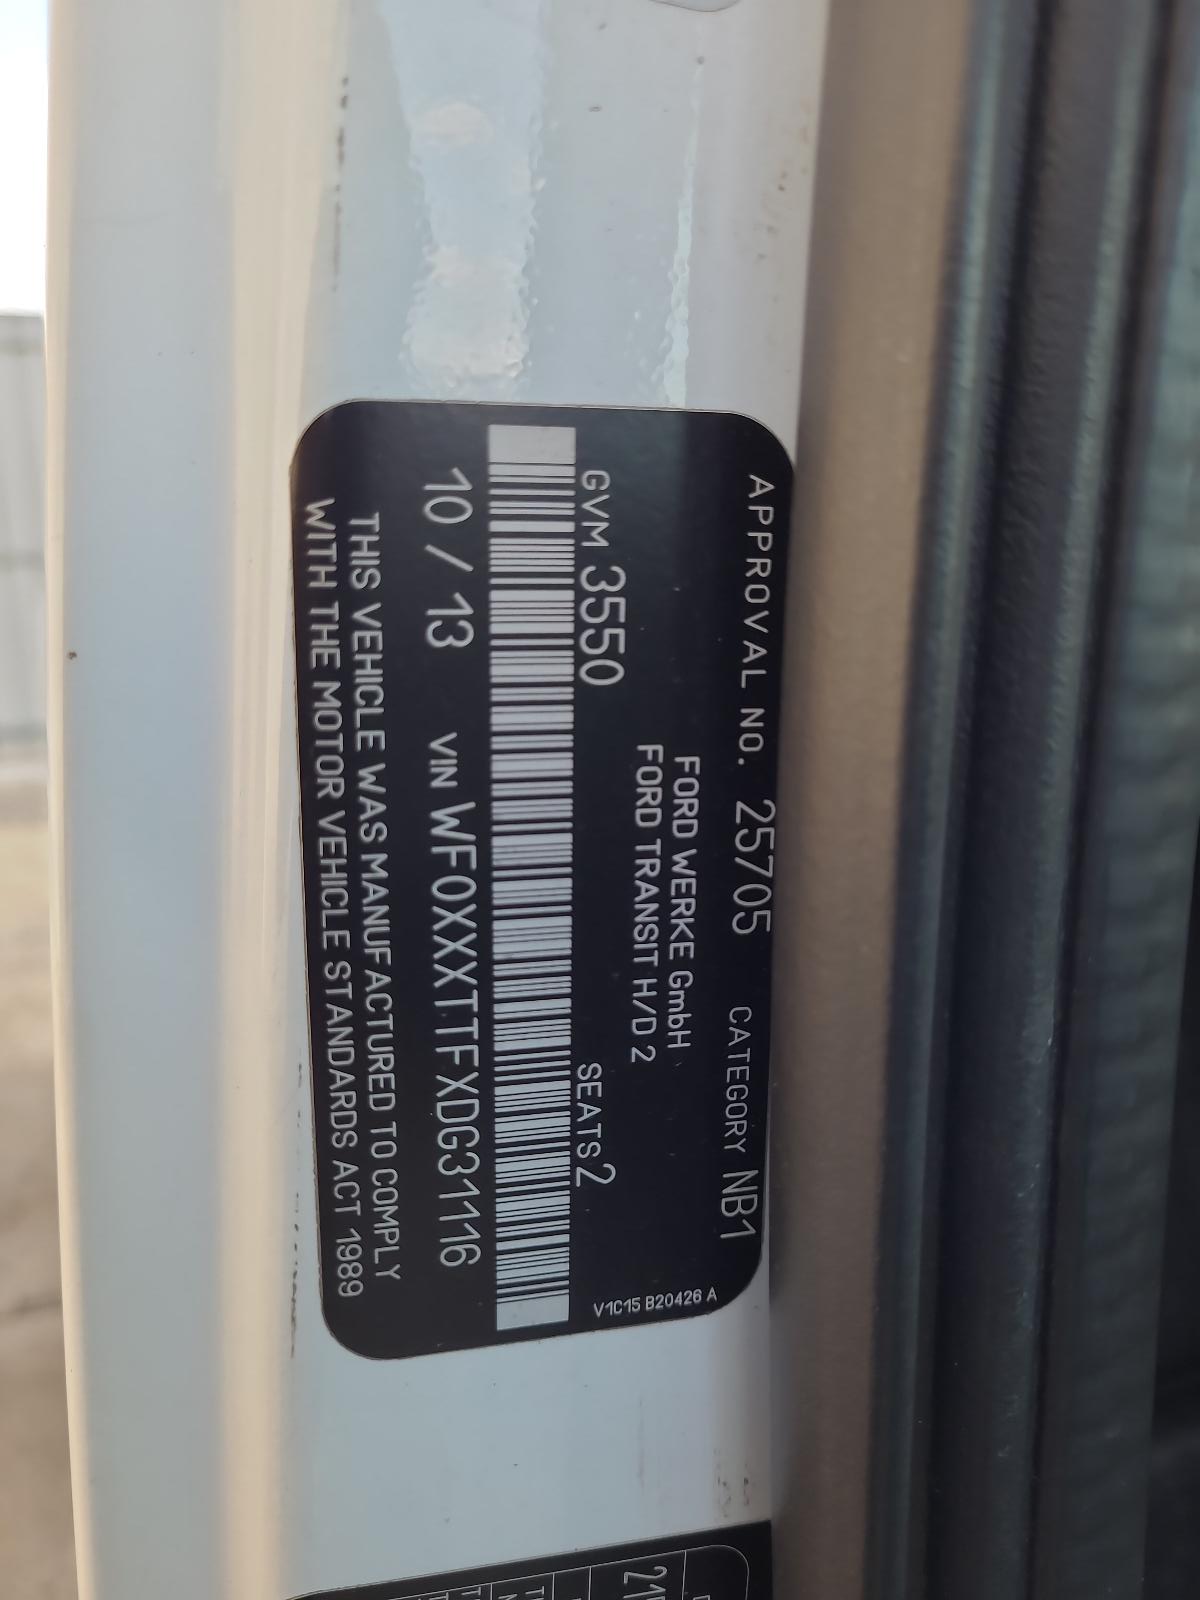 APPROVAL NO. 25705 CATEGORY NB1
FORD WERKE GmbH
FORD TRANSIT H/D 2
GVM 3550 SEATS 2
10 / 13 VIN WF0XXXTTFXDG31116
THIS VEHICLE WAS MANUFACTURED TO COMPLY
WITH THE MOTOR VEHICLE STANDARDS ACT 1989
V1C15 B20426 A